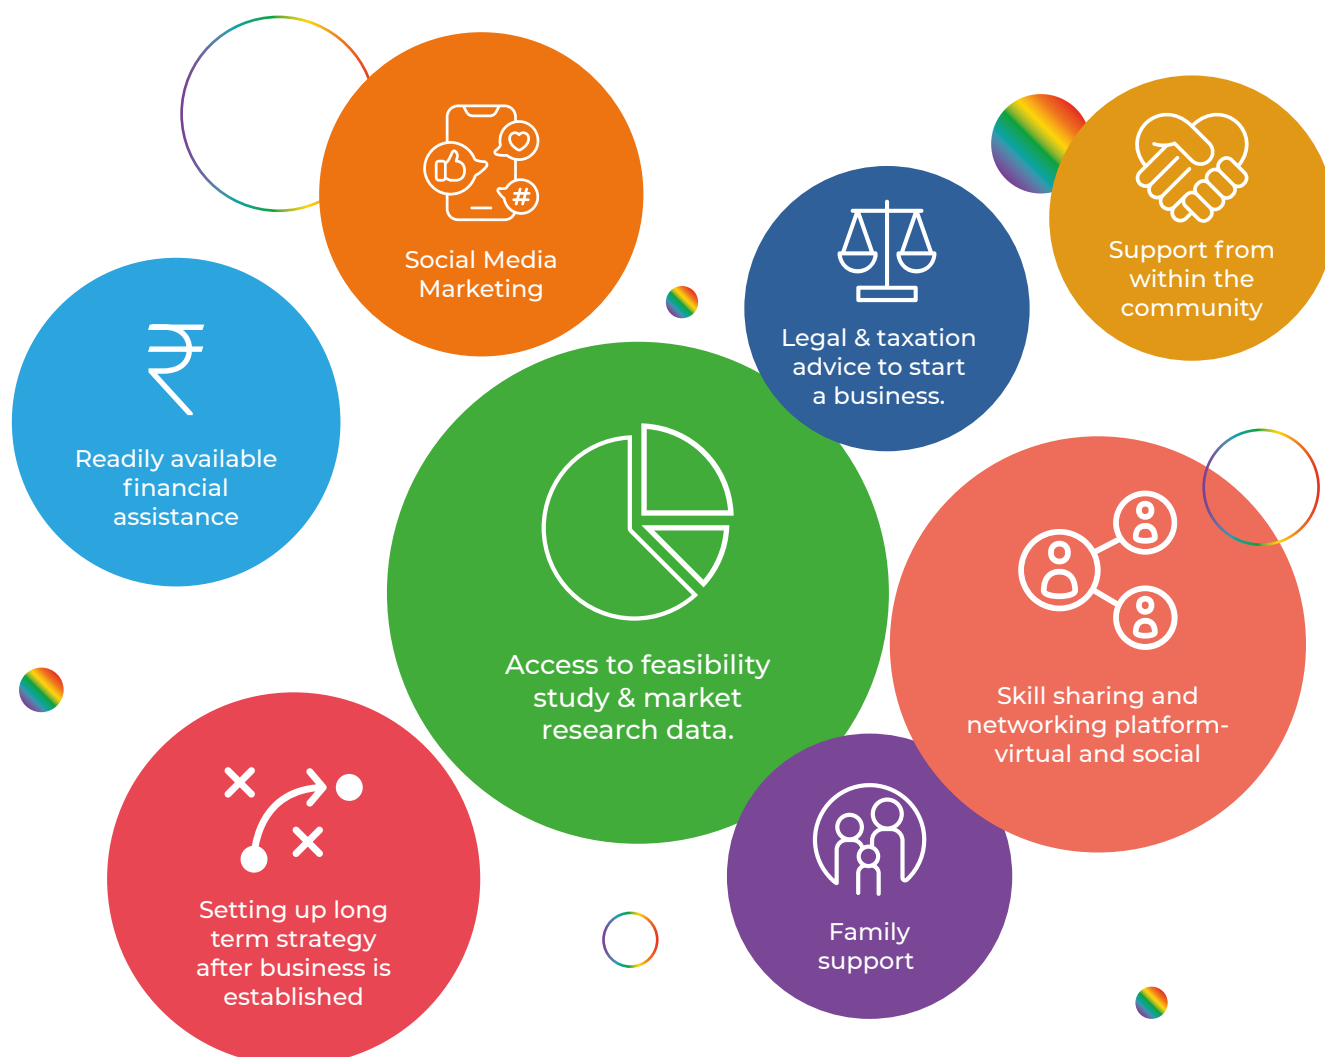 Social Media
Marketing
Support from
within the
community
Legal & taxation
advice to start
a business.
₹
Readily available
financial
assistance
#
Access to feasibility
study & market
research data.
Skill sharing and
networking platform-
virtual and social
Setting up long
term strategy
after business is
established
Family
support